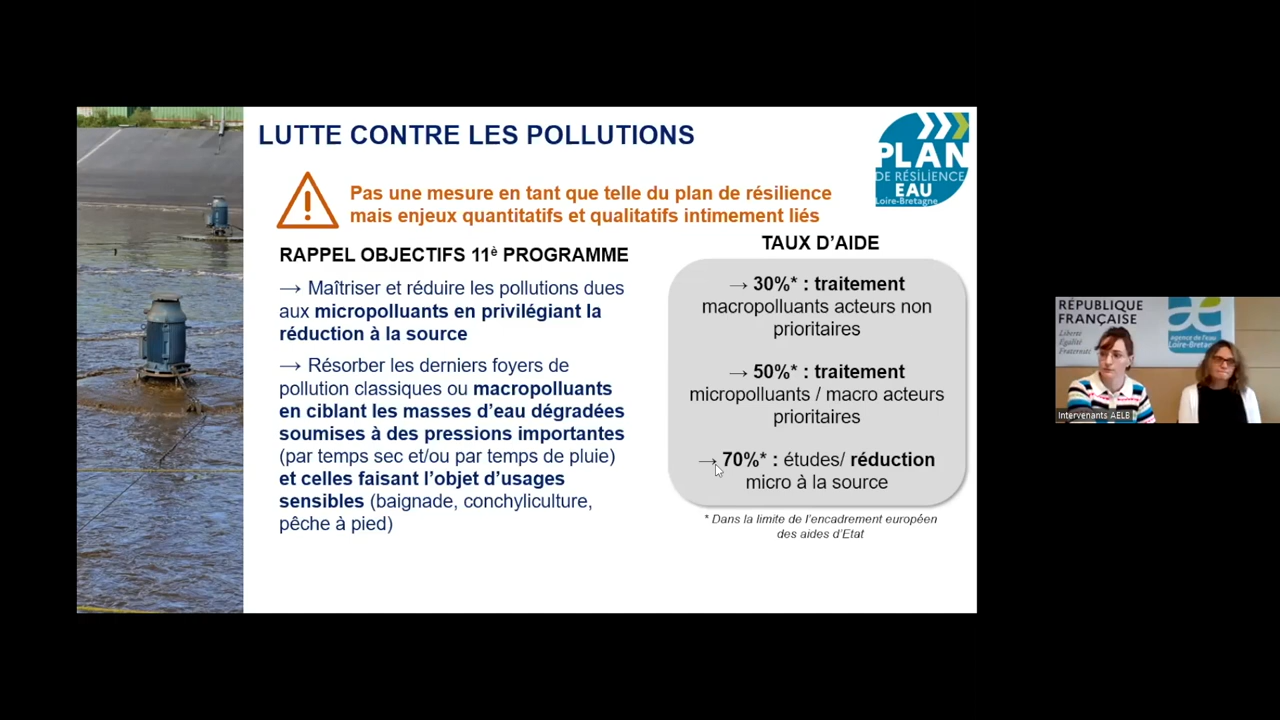 LUTTE CONTRE LES POLLUTIONS
PLAN
DE RÉSILIENCE
EAU
Loire-Bretagne
Pas une mesure en tant que telle du plan de résilience
mais enjeux quantitatifs et qualitatifs intimement liés
RAPPEL OBJECTIFS 11è PROGRAMME
→ Maîtriser et réduire les pollutions dues
aux micropolluants en privilégiant la
réduction à la source
→ Résorber les derniers foyers de
pollution classiques ou macropolluants
en ciblant les masses d’eau dégradées
soumises à des pressions importantes
(par temps sec et/ou par temps de pluie)
et celles faisant l’objet d’usages
sensibles (baignade, conchyliculture,
pêche à pied)
TAUX D’AIDE
→ 30%* : traitement
macropolluants acteurs non
prioritaires
→ 50%* : traitement
micropolluants / macro acteurs
prioritaires
→ 70%* : études/ réduction
micro à la source
* Dans la limite de l’encadrement européen
des aides d’Etat
RÉPUBLIQUE
FRANÇAISE
Liberté
Égalité
Fraternité
Agence de l'eau
Loire-Bretagne
Intervenants AELB